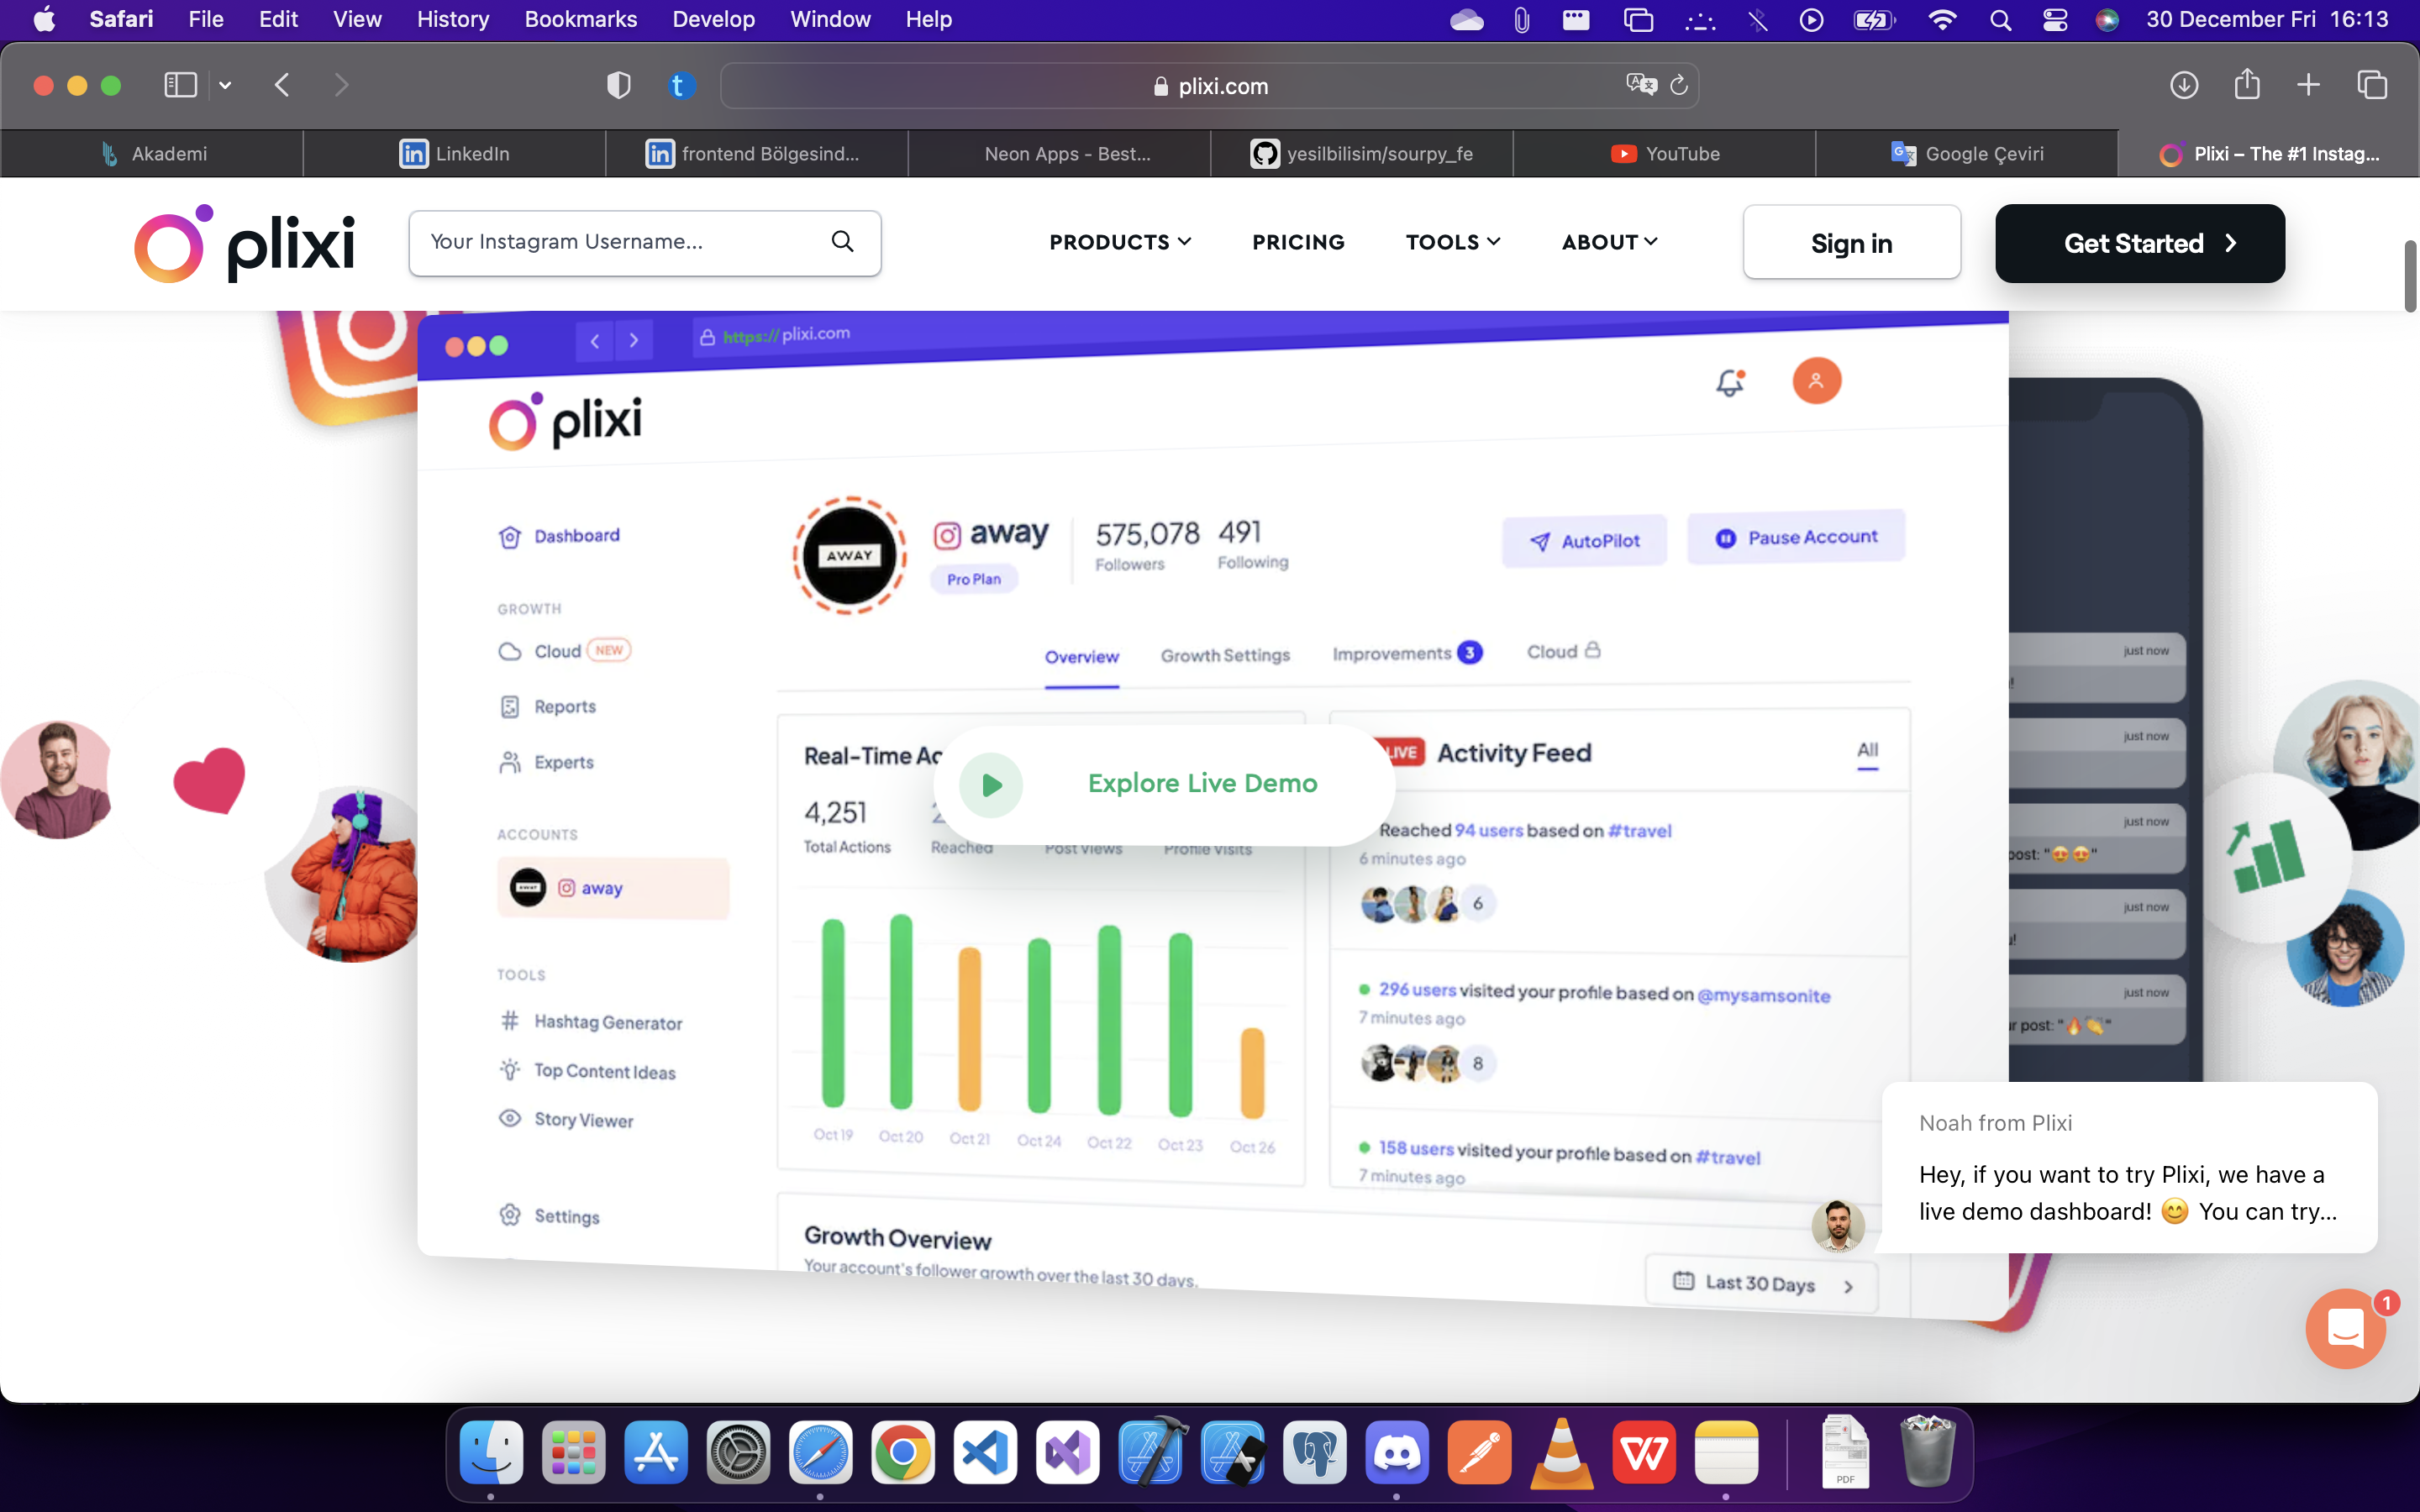 Safari File Edit View History Bookmarks Develop Window Help 30 December Fri 16:13
plixi.com
Akademi LinkedIn frontend Bölgesind... Neon Apps - Best... yesilbilisim/sourpy_fe YouTube Google Çeviri Plixi – The #1 Instag...
plixi Your Instagram Username... PRODUCTS PRICING TOOLS ABOUT Sign in Get Started
https://plixi.com
plixi
Dashboard
GROWTH
Cloud NEW
Reports
Experts
ACCOUNTS
AWAY away
TOOLS
Hashtag Generator
Top Content Ideas
Story Viewer
Settings
AWAY
away
Pro Plan
575,078 491
Followers Following
AutoPilot Pause Account
Overview Growth Settings Improvements 3 Cloud
Real-Time Ac
4,251
Total Actions Reached Post Views Profile Visits
Explore Live Demo
Oct 19 Oct 20 Oct 21 Oct 24 Oct 22 Oct 23 Oct 26
LIVE Activity Feed All
Reached 94 users based on #travel
6 minutes ago
6
296 users visited your profile based on @mysamsonite
7 minutes ago
8
158 users visited your profile based on #travel
7 minutes ago
Growth Overview
Your account's follower growth over the last 30 days.
Last 30 Days
just now
just now
just now
post: "😍😍"
just now
just now
ur post: "🔥👏"
Noah from Plixi
Hey, if you want to try Plixi, we have a
live demo dashboard! 😊 You can try...
1
PDF